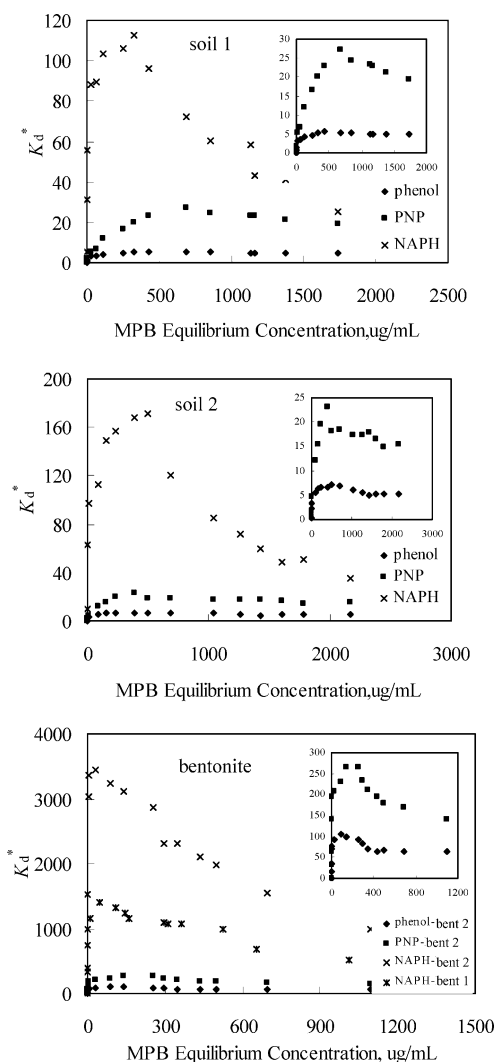 soil 1
120
100
80
60
40
20
0
Kd*
30
25
20
15
10
5
0
0 500 1000 1500 2000
phenol
PNP
NAPH
0 500 1000 1500 2000 2500
MPB Equilibrium Concentration,ug/mL
soil 2
200
160
120
80
40
0
Kd*
25
20
15
10
5
0
0 1000 2000 3000
phenol
PNP
NAPH
0 1000 2000 3000
MPB Equilibrium Concentration,ug/mL
bentonite
4000
3000
2000
1000
0
Kd*
300
250
200
150
100
50
0
0 400 800 1200
phenol-bent 2
PNP-bent 2
NAPH-bent 2
NAPH-bent 1
0 300 600 900 1200 1500
MPB Equilibrium Concentration, ug/mL